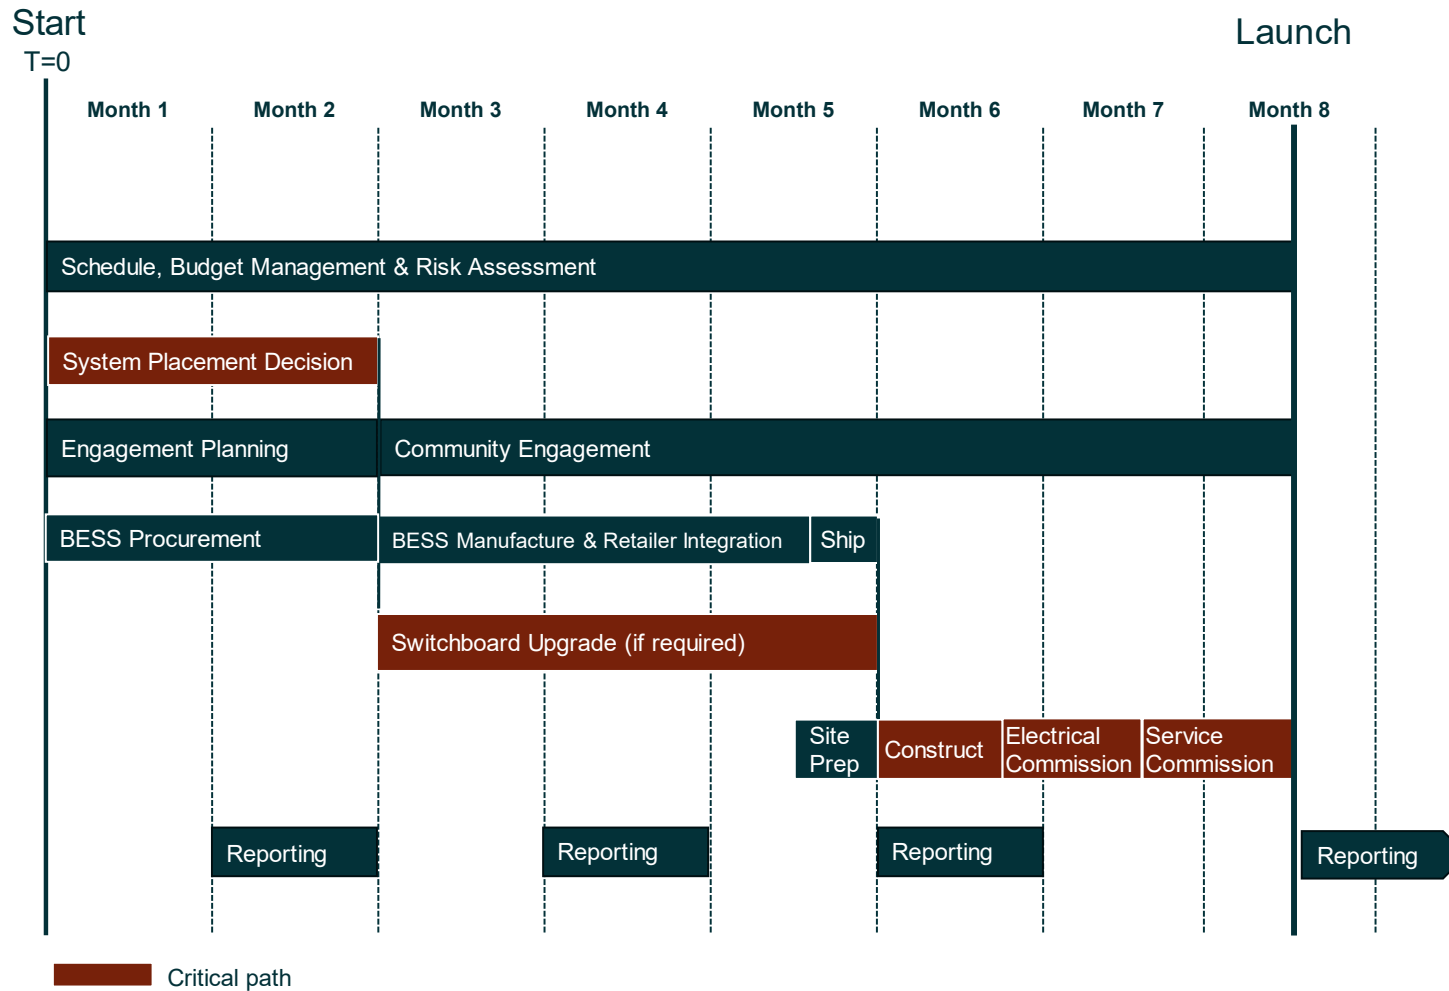 Start
Launch
T=0
Month 1
Month 2
Month 3
Month 4
Month 5
Month 6
Month 7
Month 8
Schedule, Budget Management & Risk Assessment
System Placement Decision
Engagement Planning
Community Engagement
BESS Procurement
BESS Manufacture & Retailer Integration
Ship
Switchboard Upgrade (if required)
Site
Prep
Construct
Electrical
Commission
Service
Commission
Reporting
Reporting
Reporting
Reporting
Critical path